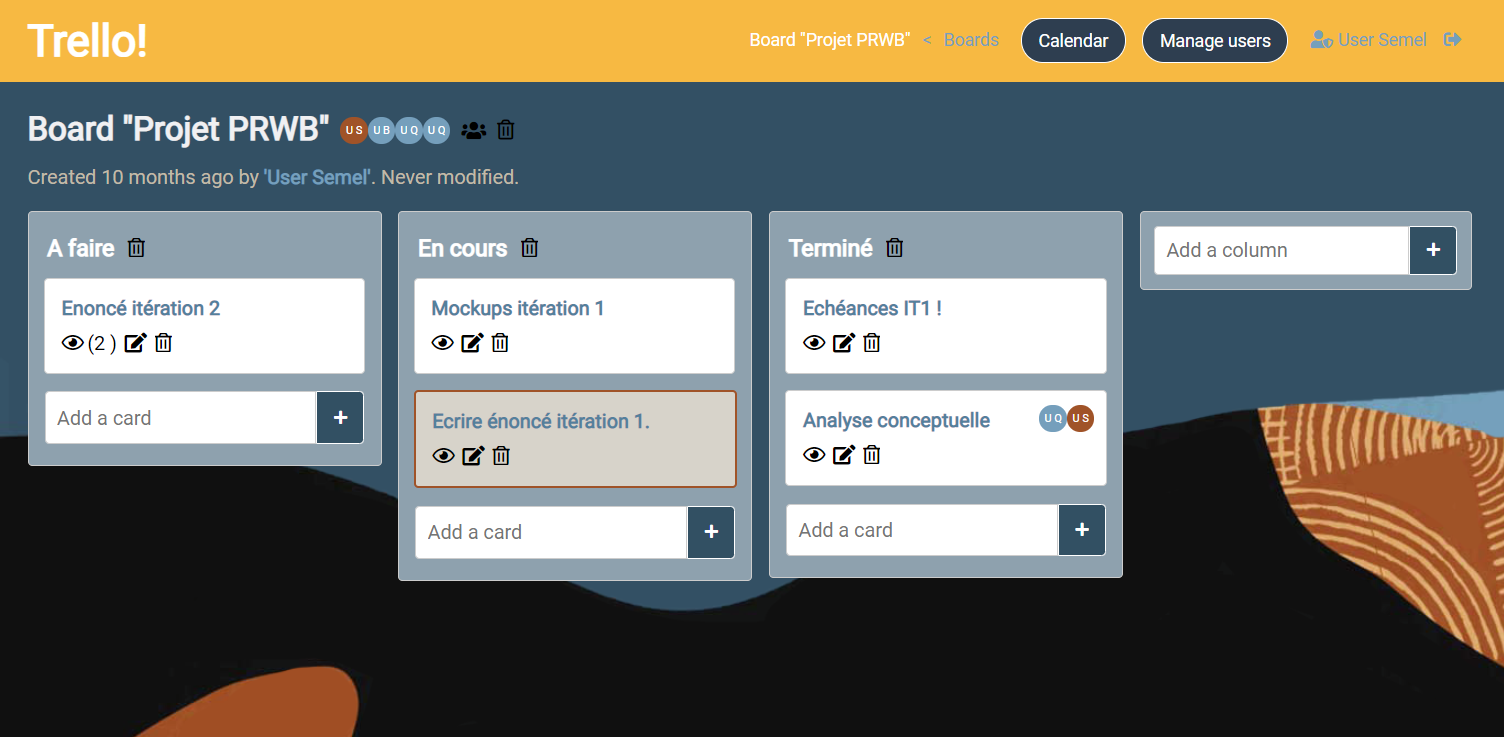 Trello!
Board "Projet PRWB" < Boards Calendar Manage users User Semel
Board "Projet PRWB" US UB UQ UQ
Created 10 months ago by 'User Semel'. Never modified.
A faire
Enoncé itération 2
(2 )
Add a card +
En cours
Mockups itération 1
Ecrire énoncé itération 1.
Add a card +
Terminé
Echéances IT1 !
Analyse conceptuelle UQ US
Add a card +
Add a column +